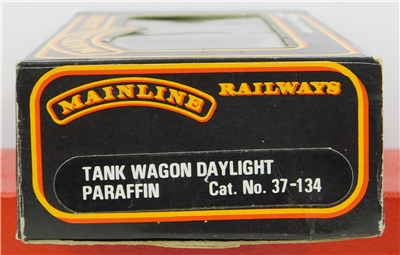 MAINLINE RAILWAYS
TANK WAGON DAYLIGHT
PARAFFIN Cat. No. 37-134